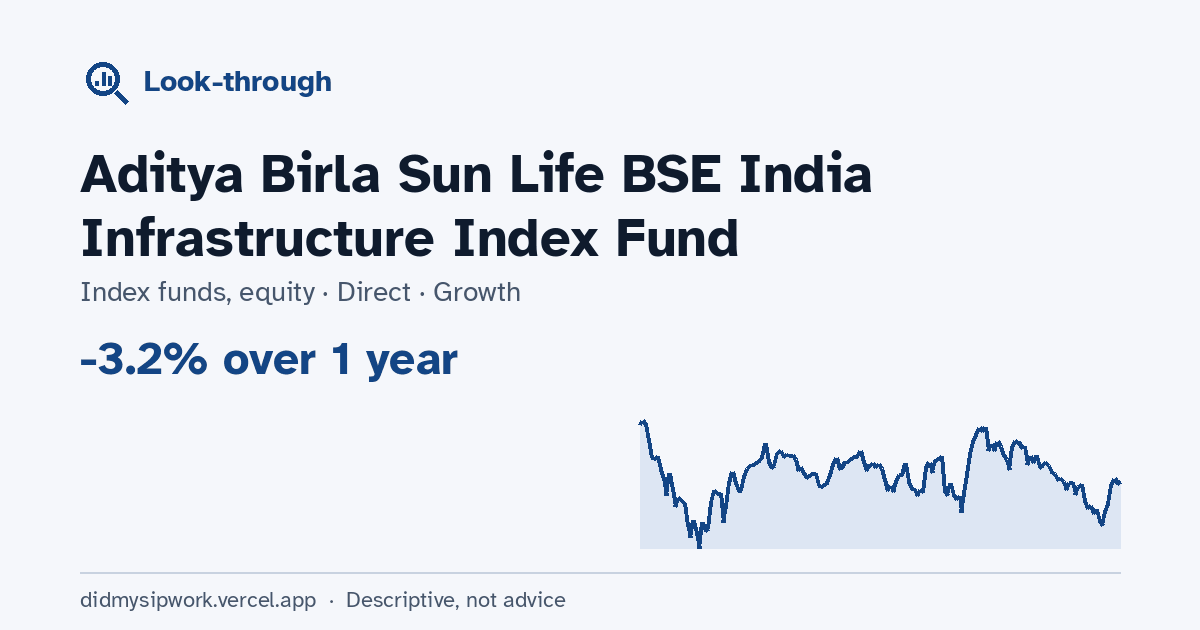 Look-through
Aditya Birla Sun Life BSE India
Infrastructure Index Fund
Index funds, equity · Direct · Growth
-3.2% over 1 year
didmysipwork.vercel.app · Descriptive, not advice